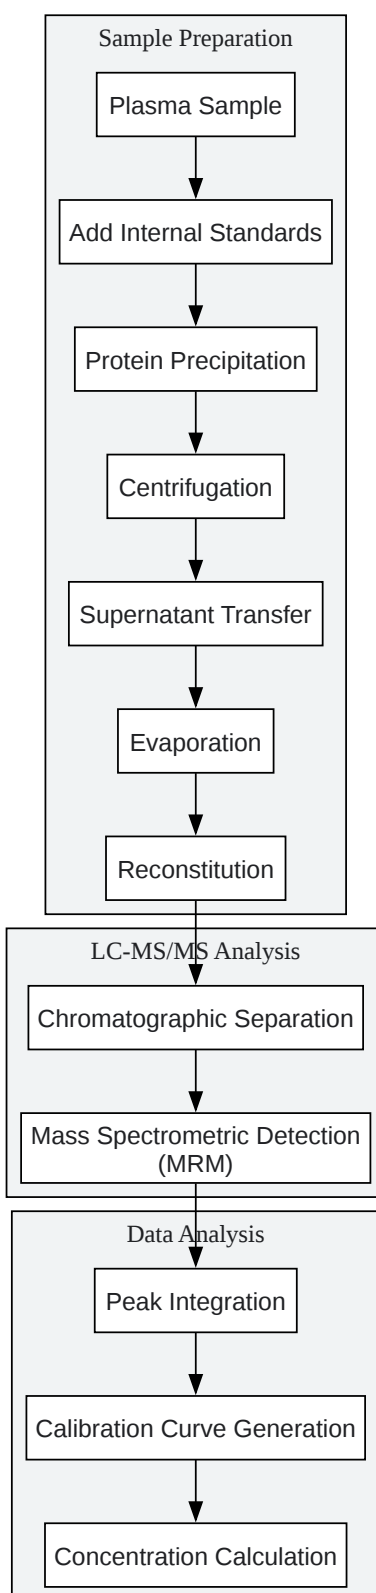 Sample Preparation
Plasma Sample
Add Internal Standards
Protein Precipitation
Centrifugation
Supernatant Transfer
Evaporation
Reconstitution
LC-MS/MS Analysis
Chromatographic Separation
Mass Spectrometric Detection
(MRM)
Data Analysis
Peak Integration
Calibration Curve Generation
Concentration Calculation